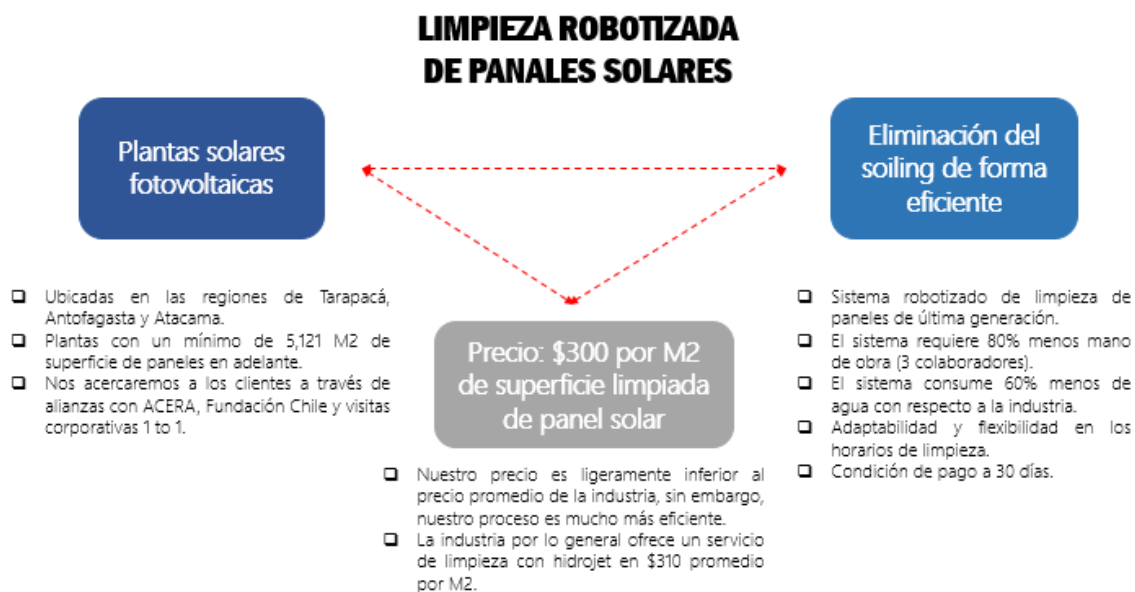 LIMPIEZA ROBOTIZADA
DE PANALES SOLARES
Plantas solares
fotovoltaicas
Eliminación del
soiling de forma
eficiente
Ubicadas en las regiones de Tarapacá,
Antofagasta y Atacama.
Plantas con un mínimo de 5,121 M2 de
superficie de paneles en adelante.
Nos acercaremos a los clientes a través de
alianzas con ACERA, Fundación Chile y visitas
corporativas 1 to 1.
Precio: $300 por M2
de superficie limpiada
de panel solar
Nuestro precio es ligeramente inferior al
precio promedio de la industria, sin embargo,
nuestro proceso es mucho más eficiente.
La industria por lo general ofrece un servicio
de limpieza con hidrojet en $310 promedio
por M2.
Sistema robotizado de limpieza de
paneles de última generación.
El sistema requiere 80% menos mano
de obra (3 colaboradores).
El sistema consume 60% menos de
agua con respecto a la industria.
Adaptabilidad y flexibilidad en los
horarios de limpieza.
Condición de pago a 30 días.